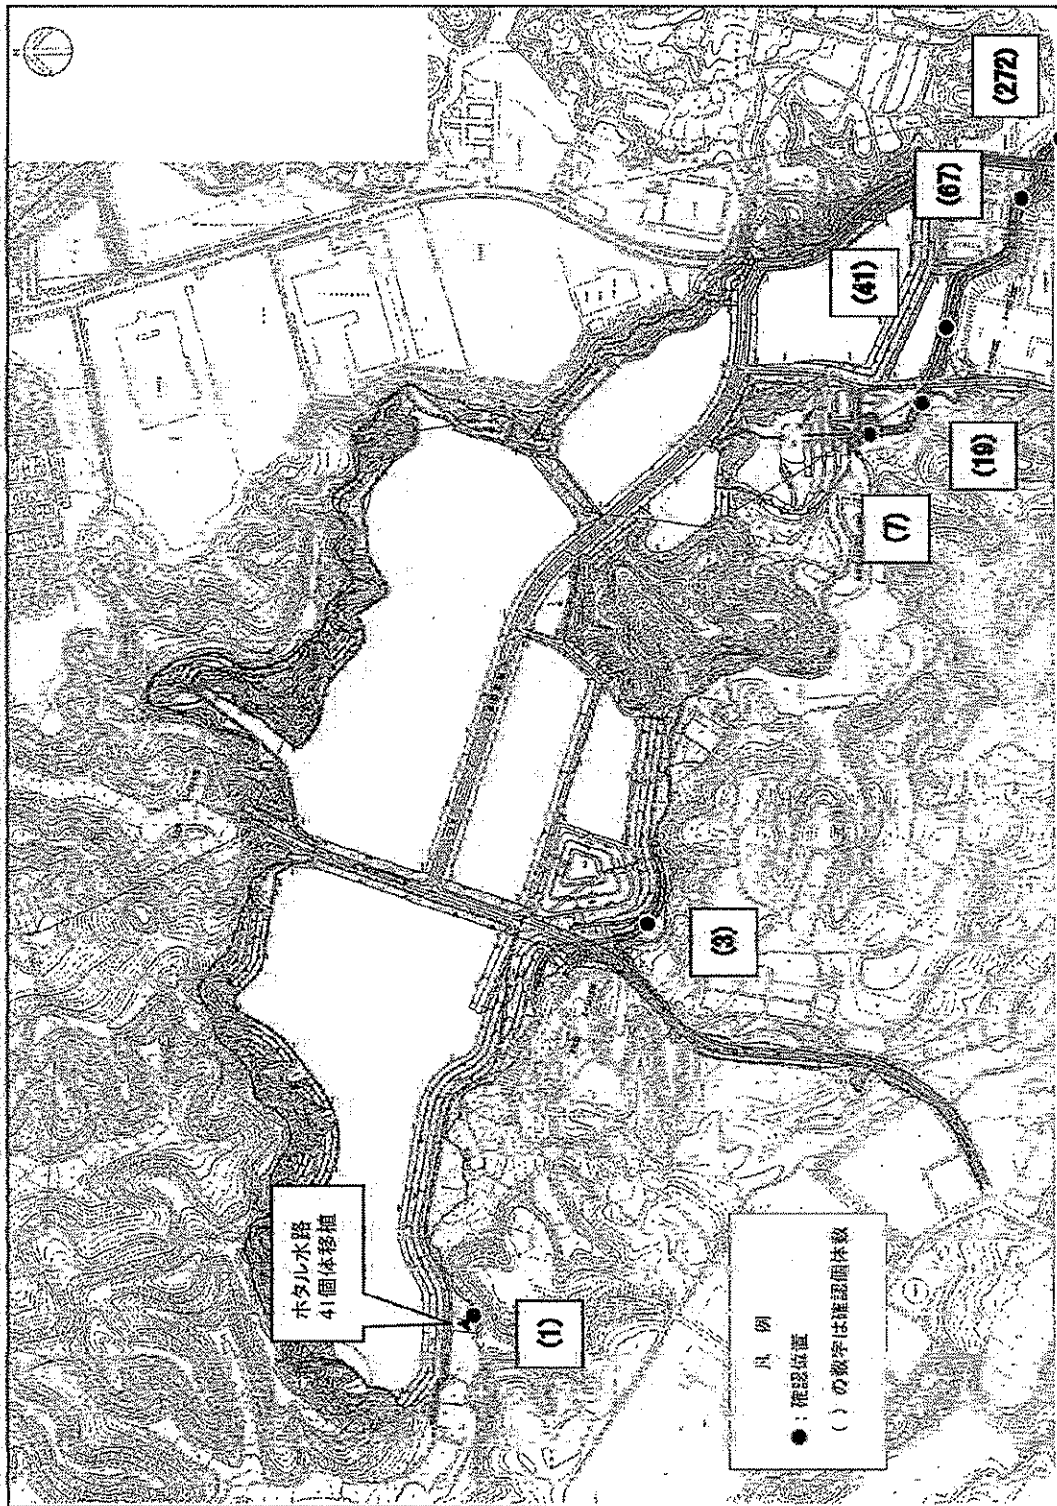 (272)
(67)
(41)
(19)
(7)
(3)
ホタル水路
41個体移植
(1)
凡 例
●：確認位置
( ) の数字は確認個体数